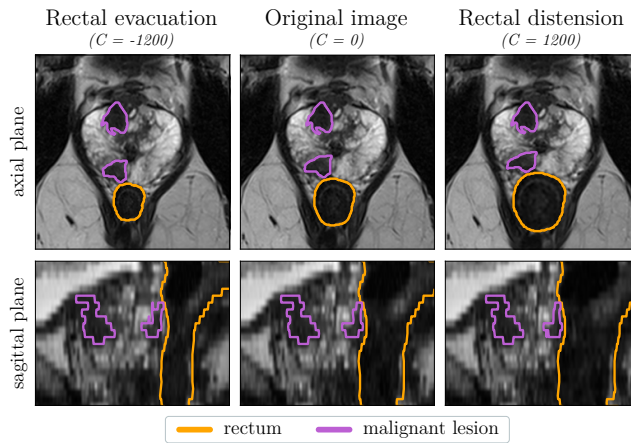 Rectal evacuation
(C = -1200)
Original image
(C = 0)
Rectal distension
(C = 1200)
axial plane
sagittal plane
rectum
malignant lesion